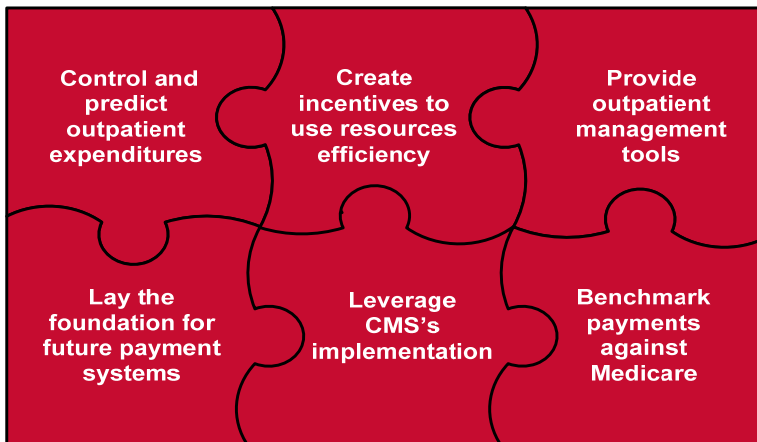 Control and
predict
outpatient
expenditures
Create
incentives to
use resources
efficiency
Provide
outpatient
management
tools
Lay the
foundation for
future payment
systems
Leverage
CMS's
implementation
Benchmark
payments
against
Medicare